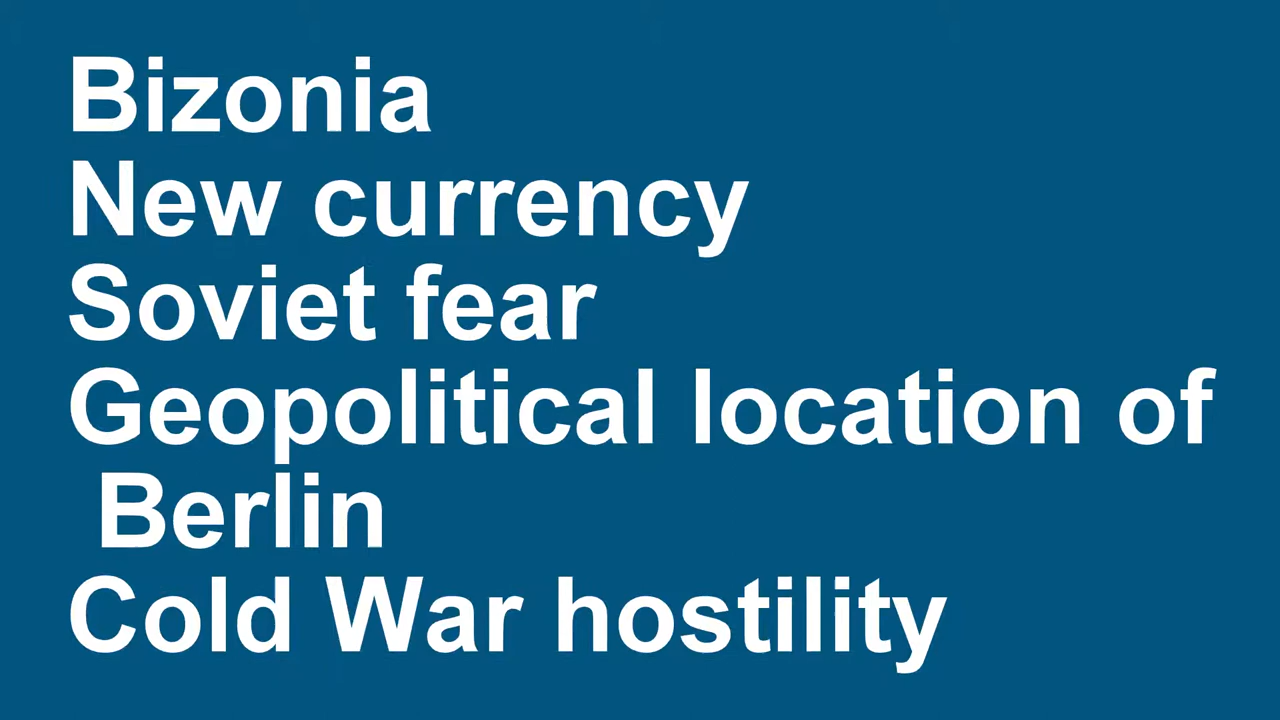 Bizonia
New currency
Soviet fear
Geopolitical location of
Berlin
Cold War hostility